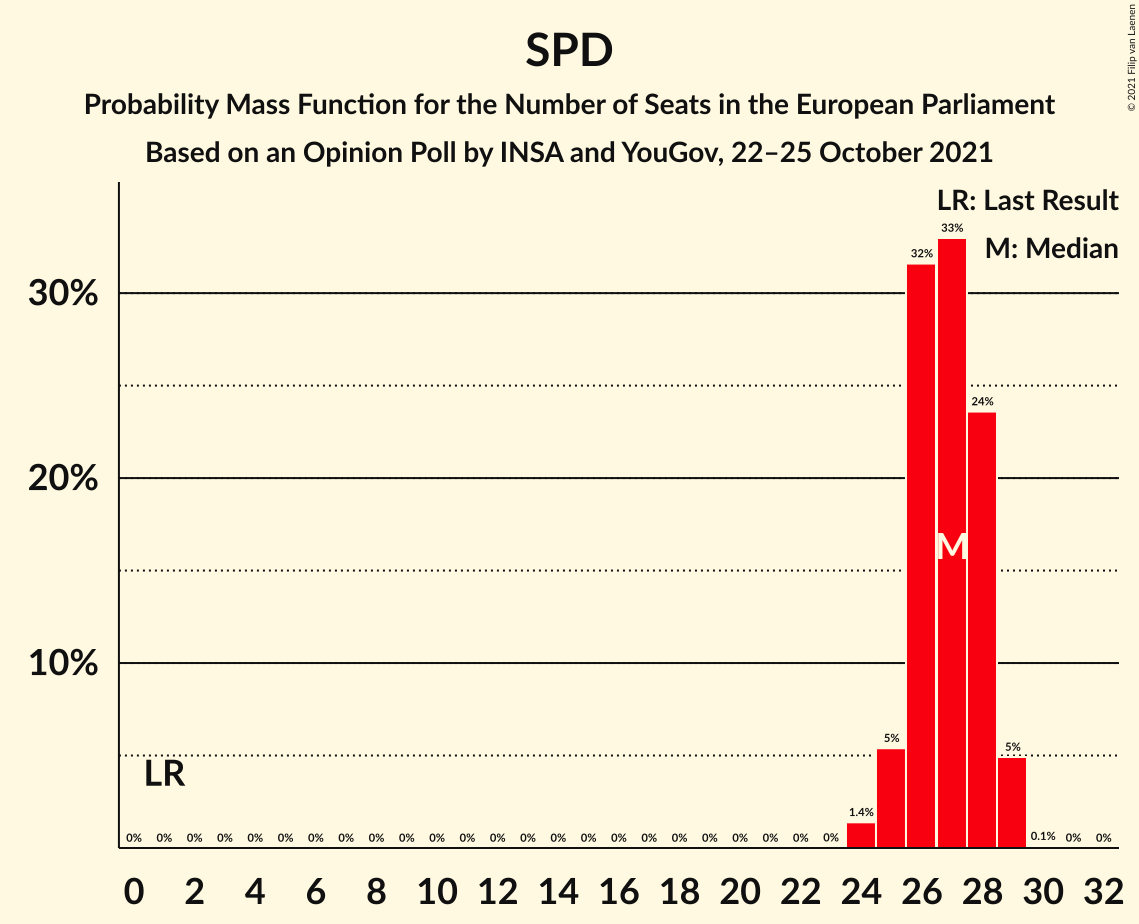 SPD
Probability Mass Function for the Number of Seats in the European Parliament
Based on an Opinion Poll by INSA and YouGov, 22–25 October 2021
© 2021 Filip van Laenen
LR: Last Result
M: Median
33%
32%
30%
24%
20%
M
10%
5%
5%
LR
1.4%
0% 0% 0% 0% 0% 0% 0% 0% 0% 0% 0% 0% 0% 0% 0% 0% 0% 0% 0% 0% 0% 0% 0% 0% 0.1% 0% 0%
0 2 4 6 8 10 12 14 16 18 20 22 24 26 28 30 32